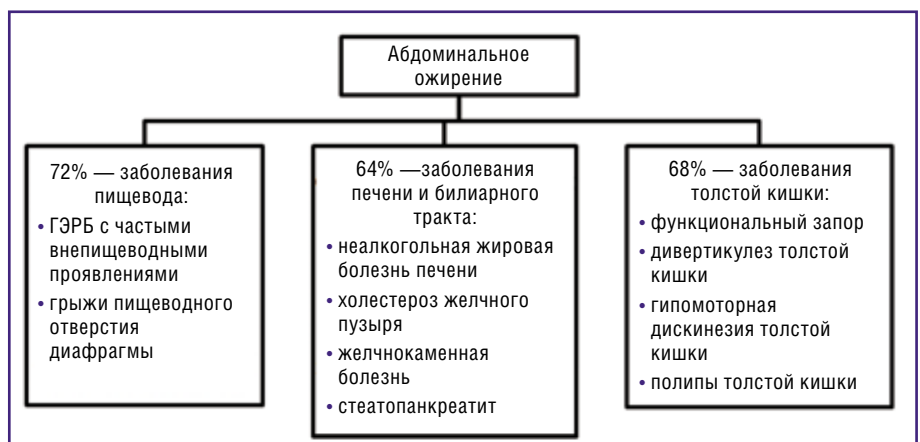 Абдоминальное
ожирение
72% — заболевания
пищевода:
• ГЭРБ с частыми
внепищеводными
проявлениями
• грыжи пищеводного
отверстия
диафрагмы
64% —заболевания
печени и билиарного
тракта:
• неалкогольная жировая
болезнь печени
• холестероз желчного
пузыря
• желчнокаменная
болезнь
• стеатопанкреатит
68% — заболевания
толстой кишки:
• функциональный запор
• дивертикулез толстой
кишки
• гипомоторная
дискинезия толстой
кишки
• полипы толстой кишки